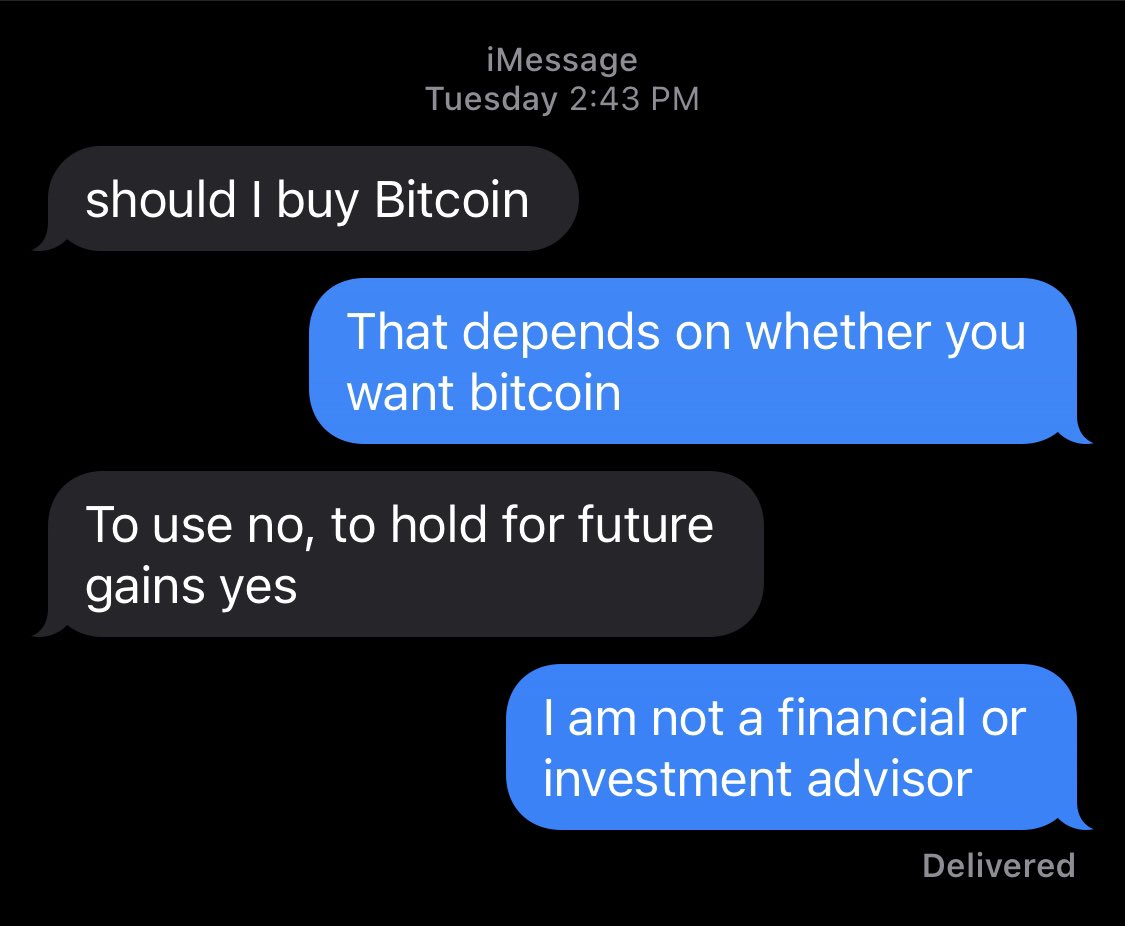 iMessage
Tuesday 2:43 PM
should I buy Bitcoin
That depends on whether you
want bitcoin
To use no, to hold for future
gains yes
I am not a financial or
investment advisor
Delivered